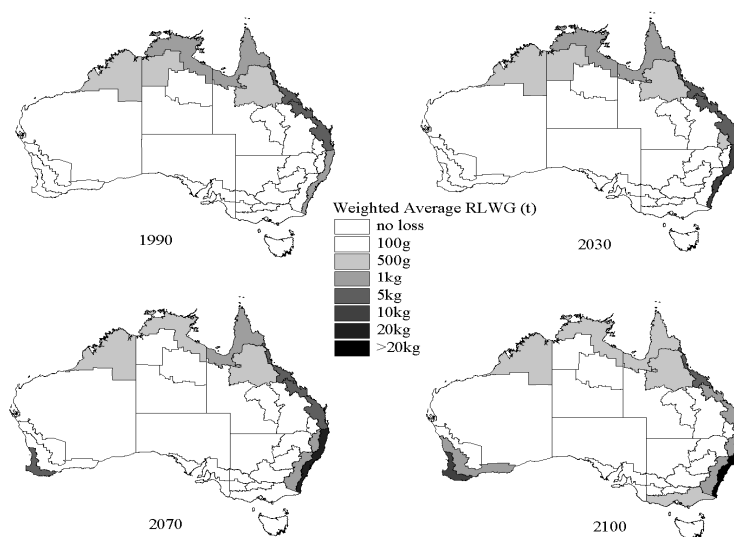 1990
2030
Weighted Average RLWG (t)
no loss
100g
500g
1kg
5kg
10kg
20kg
>20kg
2070
2100